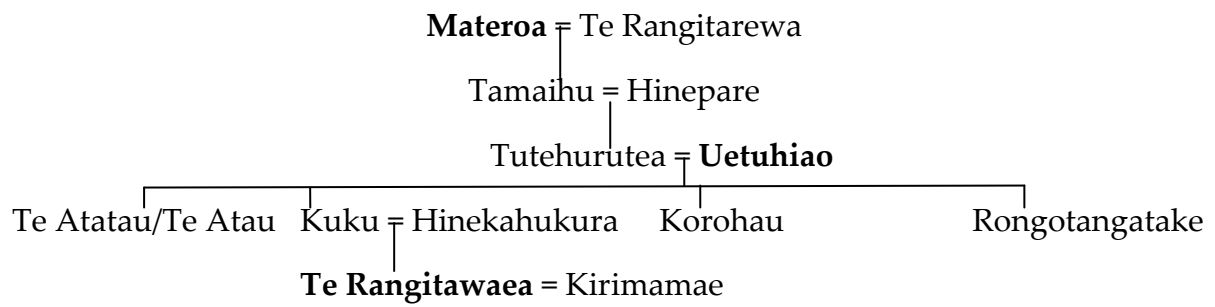 Materoa = Te Rangitarewa
Tamaihu = Hinepare
Tutehurutea = Uetuhiao
Te Atatau/Te Atau Kuku = Hinekahukura Korohau Rongotangatake
Te Rangitawaea = Kirimamae